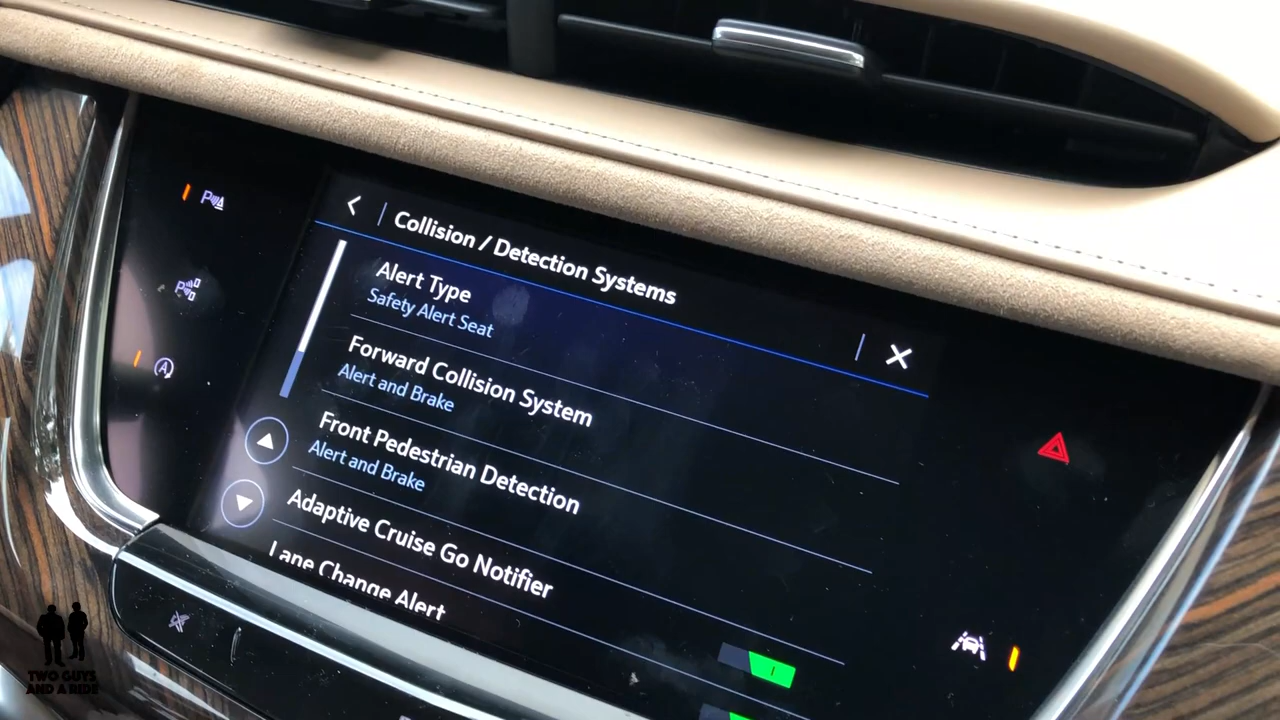 Collision / Detection Systems
Alert Type
Safety Alert Seat
Forward Collision System
Alert and Brake
Front Pedestrian Detection
Alert and Brake
Adaptive Cruise Go Notifier
Lane Change Alert
P
P
A
TWO GUYS
AND A RIDE